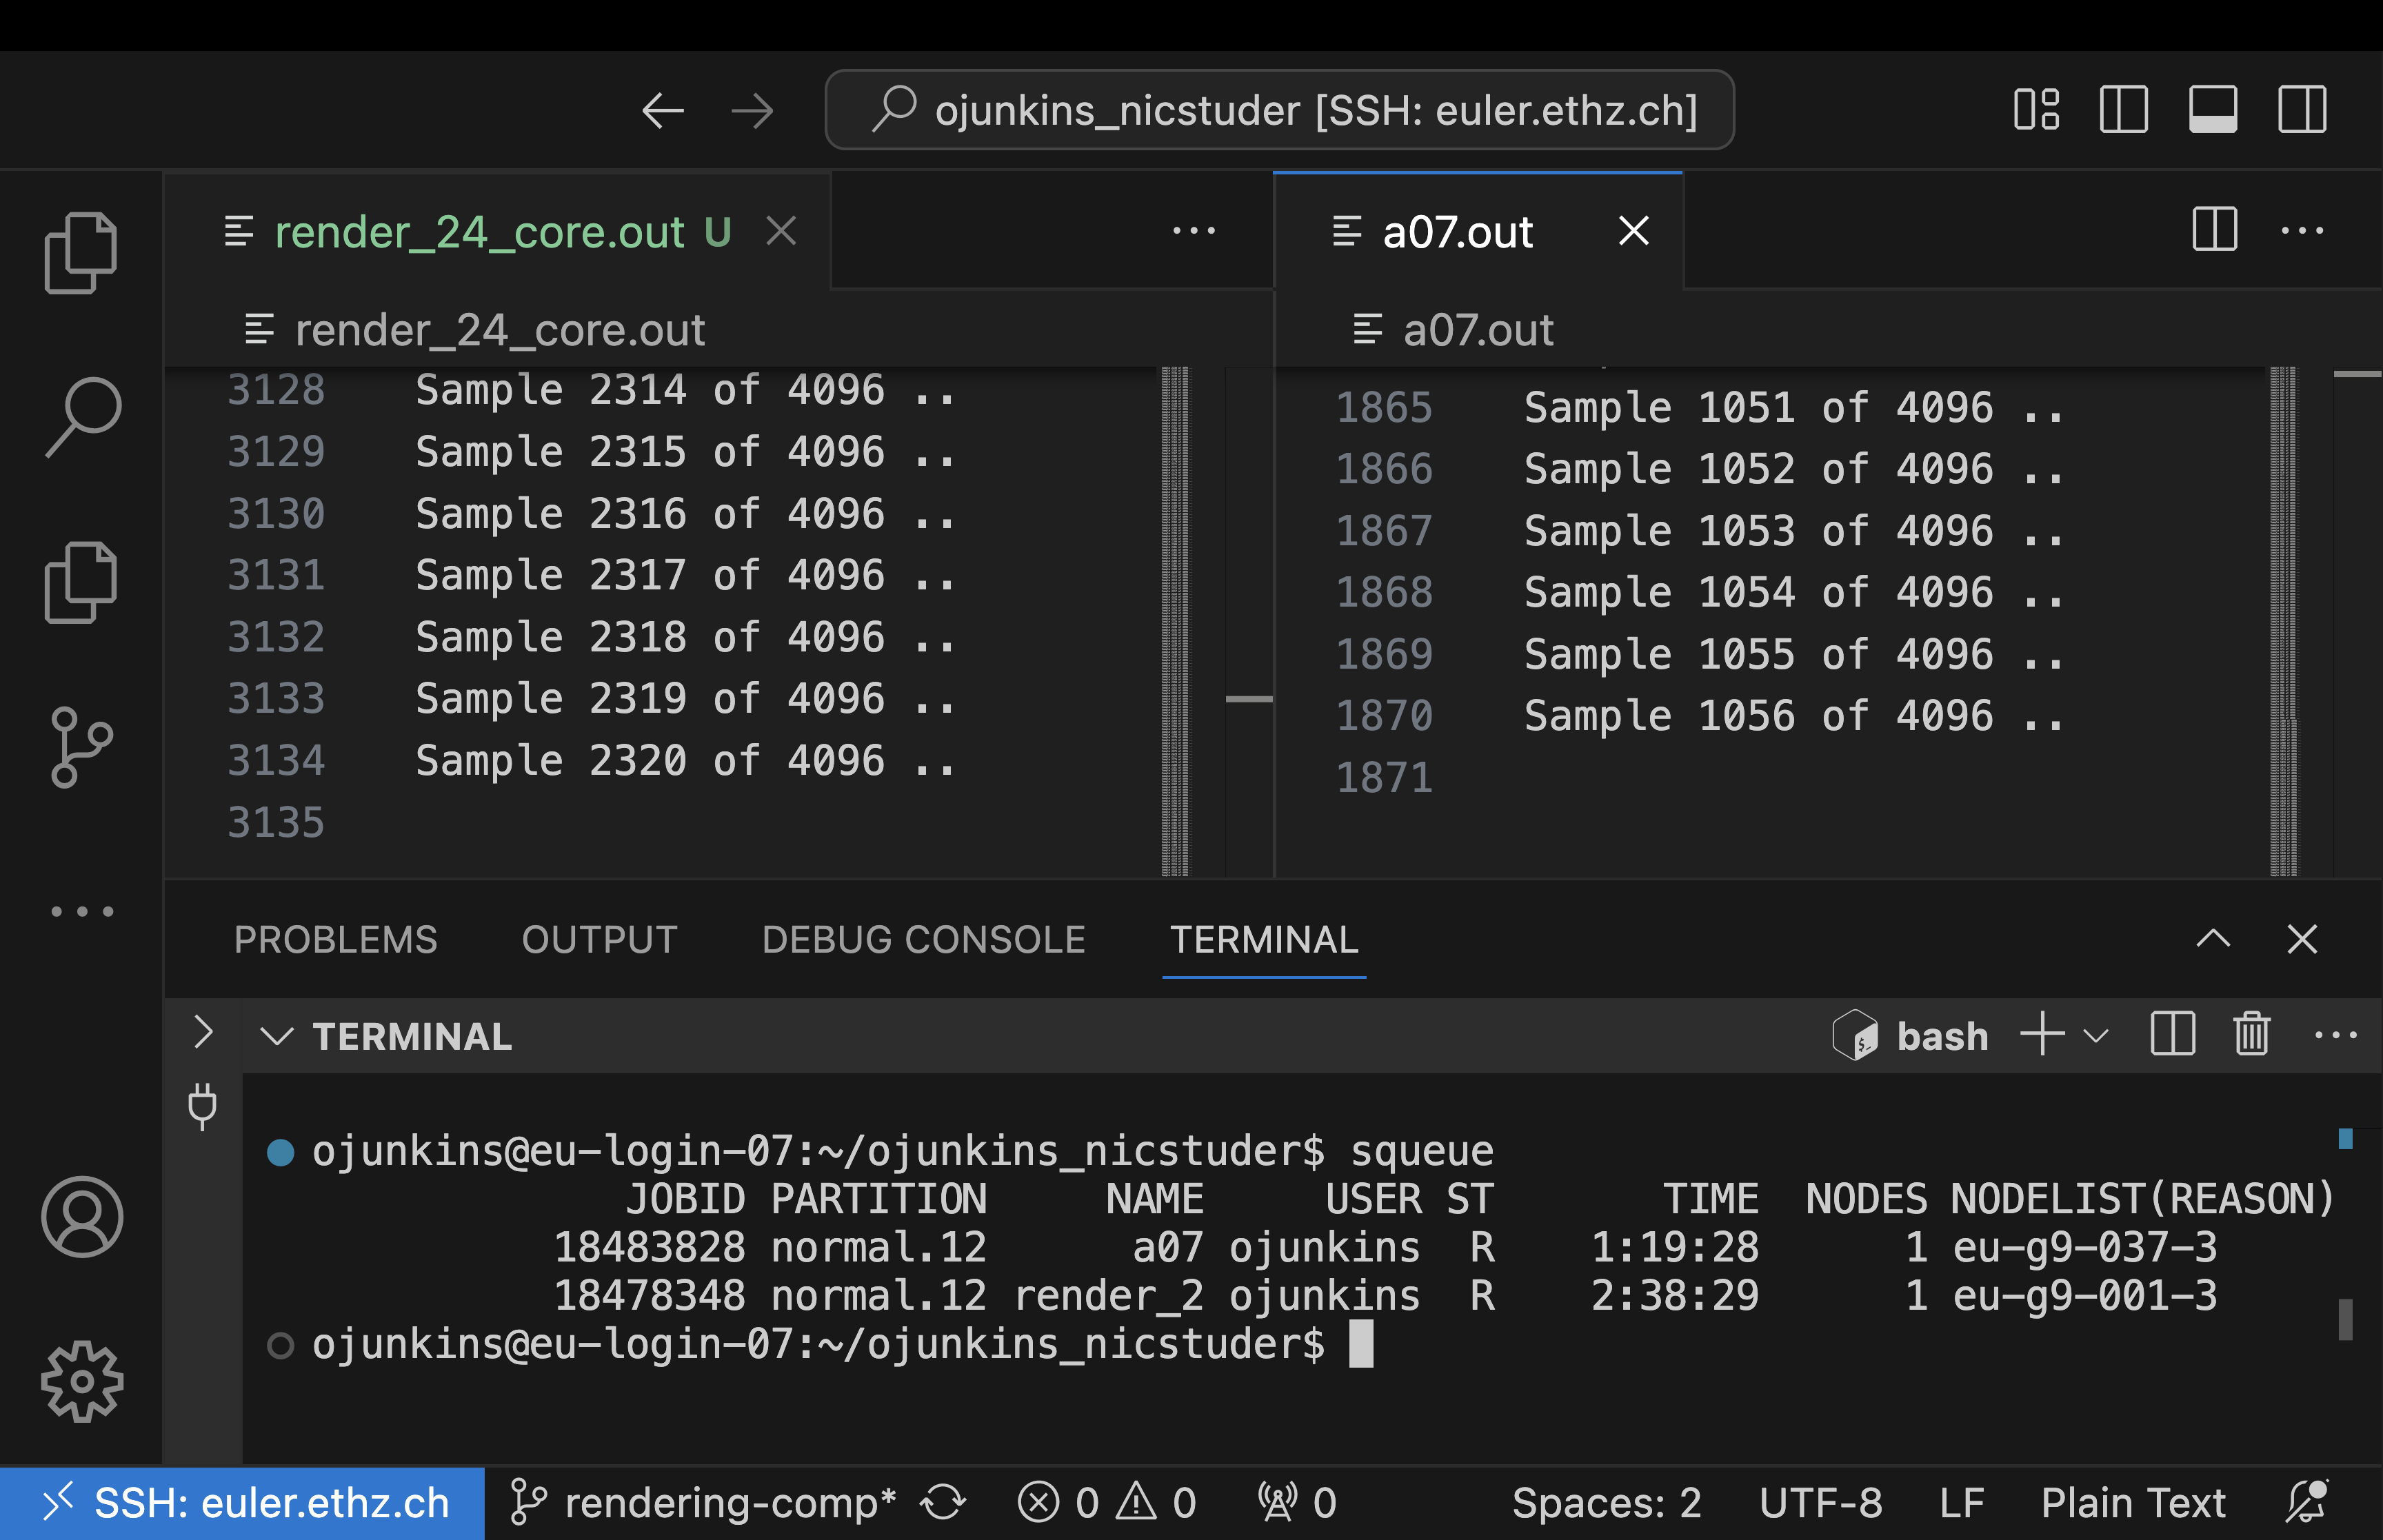 ojunkins_nicstuder [SSH: euler.ethz.ch]
render_24_core.out U
render_24_core.out
3128 Sample 2314 of 4096 ..
3129 Sample 2315 of 4096 ..
3130 Sample 2316 of 4096 ..
3131 Sample 2317 of 4096 ..
3132 Sample 2318 of 4096 ..
3133 Sample 2319 of 4096 ..
3134 Sample 2320 of 4096 ..
3135
a07.out
a07.out
1865 Sample 1051 of 4096 ..
1866 Sample 1052 of 4096 ..
1867 Sample 1053 of 4096 ..
1868 Sample 1054 of 4096 ..
1869 Sample 1055 of 4096 ..
1870 Sample 1056 of 4096 ..
1871
PROBLEMS OUTPUT DEBUG CONSOLE TERMINAL
TERMINAL bash
ojunkins@eu-login-07:~/ojunkins_nicstuder$ squeue
JOBID PARTITION NAME USER ST TIME NODES NODELIST(REASON)
18483828 normal.12 a07 ojunkins R 1:19:28 1 eu-g9-037-3
18478348 normal.12 render_2 ojunkins R 2:38:29 1 eu-g9-001-3
ojunkins@eu-login-07:~/ojunkins_nicstuder$
SSH: euler.ethz.ch rendering-comp* 0 0 0 Spaces: 2 UTF-8 LF Plain Text